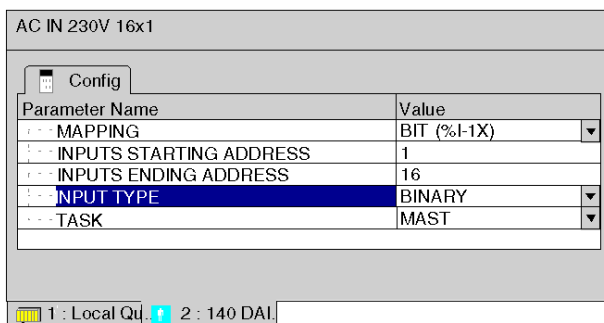 AC IN 230V 16x1
Config
Parameter Name Value
MAPPING BIT (%I-1X)
INPUTS STARTING ADDRESS 1
INPUTS ENDING ADDRESS 16
INPUT TYPE BINARY
TASK MAST
1 : Local Qu... 2 : 140 DAI.